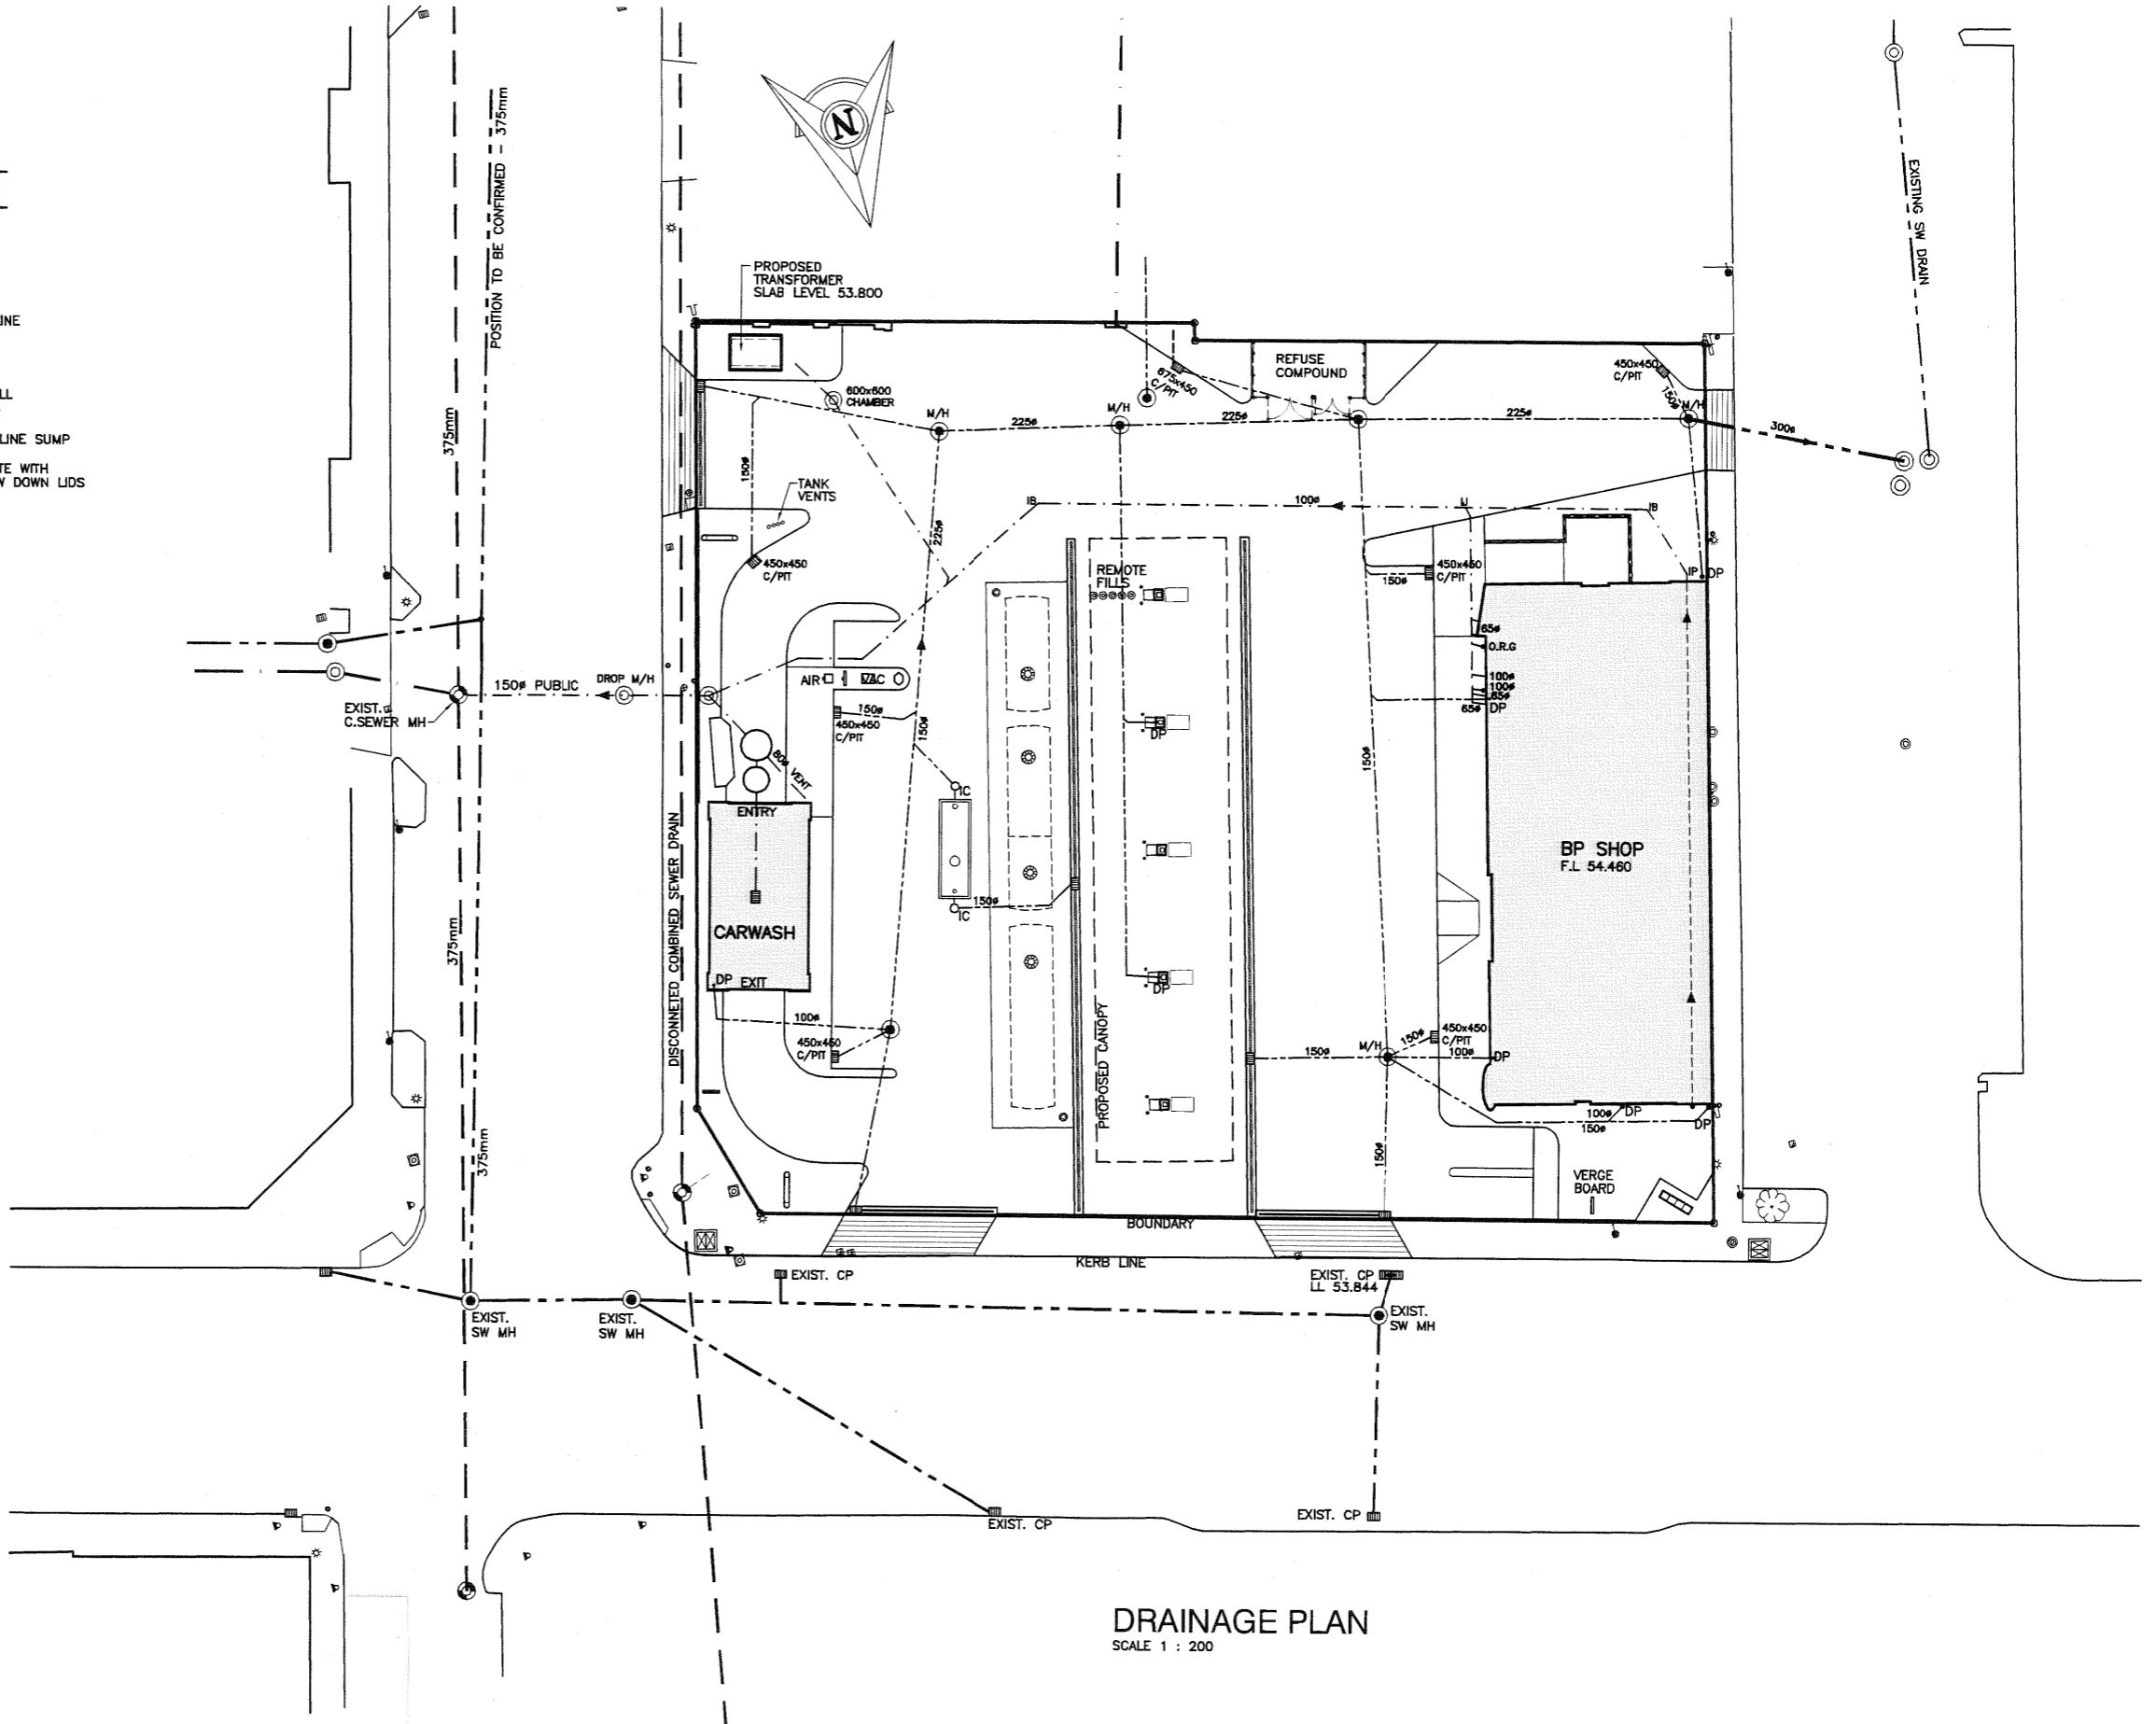 INE
LL
LINE SUMP
TE WITH
W DOWN LIDS
375mm
POSITION TO BE CONFIRMED - 375mm
N
EXISTING SW DRAIN
PROPOSED
TRANSFORMER
SLAB LEVEL 53.800
REFUSE
COMPOUND
450x450
C/PIT
150ø
M/H
675x450
C/PIT
600x600
CHAMBER
M/H
225ø
M/H
225ø
225ø
300ø
150ø
TANK
VENTS
225ø
IB
100ø
IJ
IB
450x450
C/PIT
REMOTE
FILLS
150ø
450x450
C/PIT
IP
DP
65ø
O.R.G
100ø
100ø
65ø
65ø
DP
150ø PUBLIC
DROP M/H
EXIST.
C.SEWER MH
AIR
VAC
150ø
450x450
C/PIT
150ø
DP
150ø
80ø VENT
IC
ENTRY
CARWASH
DP
EXIT
IC
150ø
BP SHOP
F.L 54.460
375mm
DISCONNETED COMBINED SEWER DRAIN
100ø
450x450
C/PIT
DP
PROPOSED CANOPY
150ø
M/H
150ø
450x450
C/PIT
100ø
DP
100ø
DP
150ø
DP
375mm
150ø
VERGE
BOARD
BOUNDARY
KERB LINE
EXIST. CP
EXIST. CP
LL 53.844
EXIST.
SW MH
EXIST.
SW MH
EXIST.
SW MH
EXIST. CP
EXIST. CP
DRAINAGE PLAN
SCALE 1 : 200